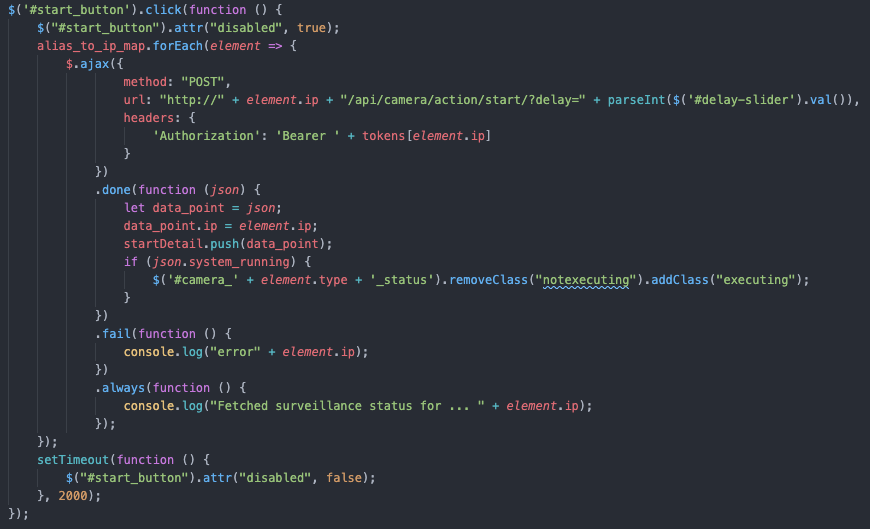 $('#start_button').click(function () {
    $("#start_button").attr("disabled", true);
    alias_to_ip_map.forEach(element => {
        $.ajax({
                method: "POST",
                url: "http://" + element.ip + "/api/camera/action/start/?delay=" + parseInt($('#delay-slider').val()),
                headers: {
                    'Authorization': 'Bearer ' + tokens[element.ip]
                }
            })
            .done(function (json) {
                let data_point = json;
                data_point.ip = element.ip;
                startDetail.push(data_point);
                if (json.system_running) {
                    $('#camera_' + element.type + '_status').removeClass("notexecuting").addClass("executing");
                }
            })
            .fail(function () {
                console.log("error" + element.ip);
            })
            .always(function () {
                console.log("Fetched surveillance status for ... " + element.ip);
            });
    });
    setTimeout(function () {
        $("#start_button").attr("disabled", false);
    }, 2000);
});